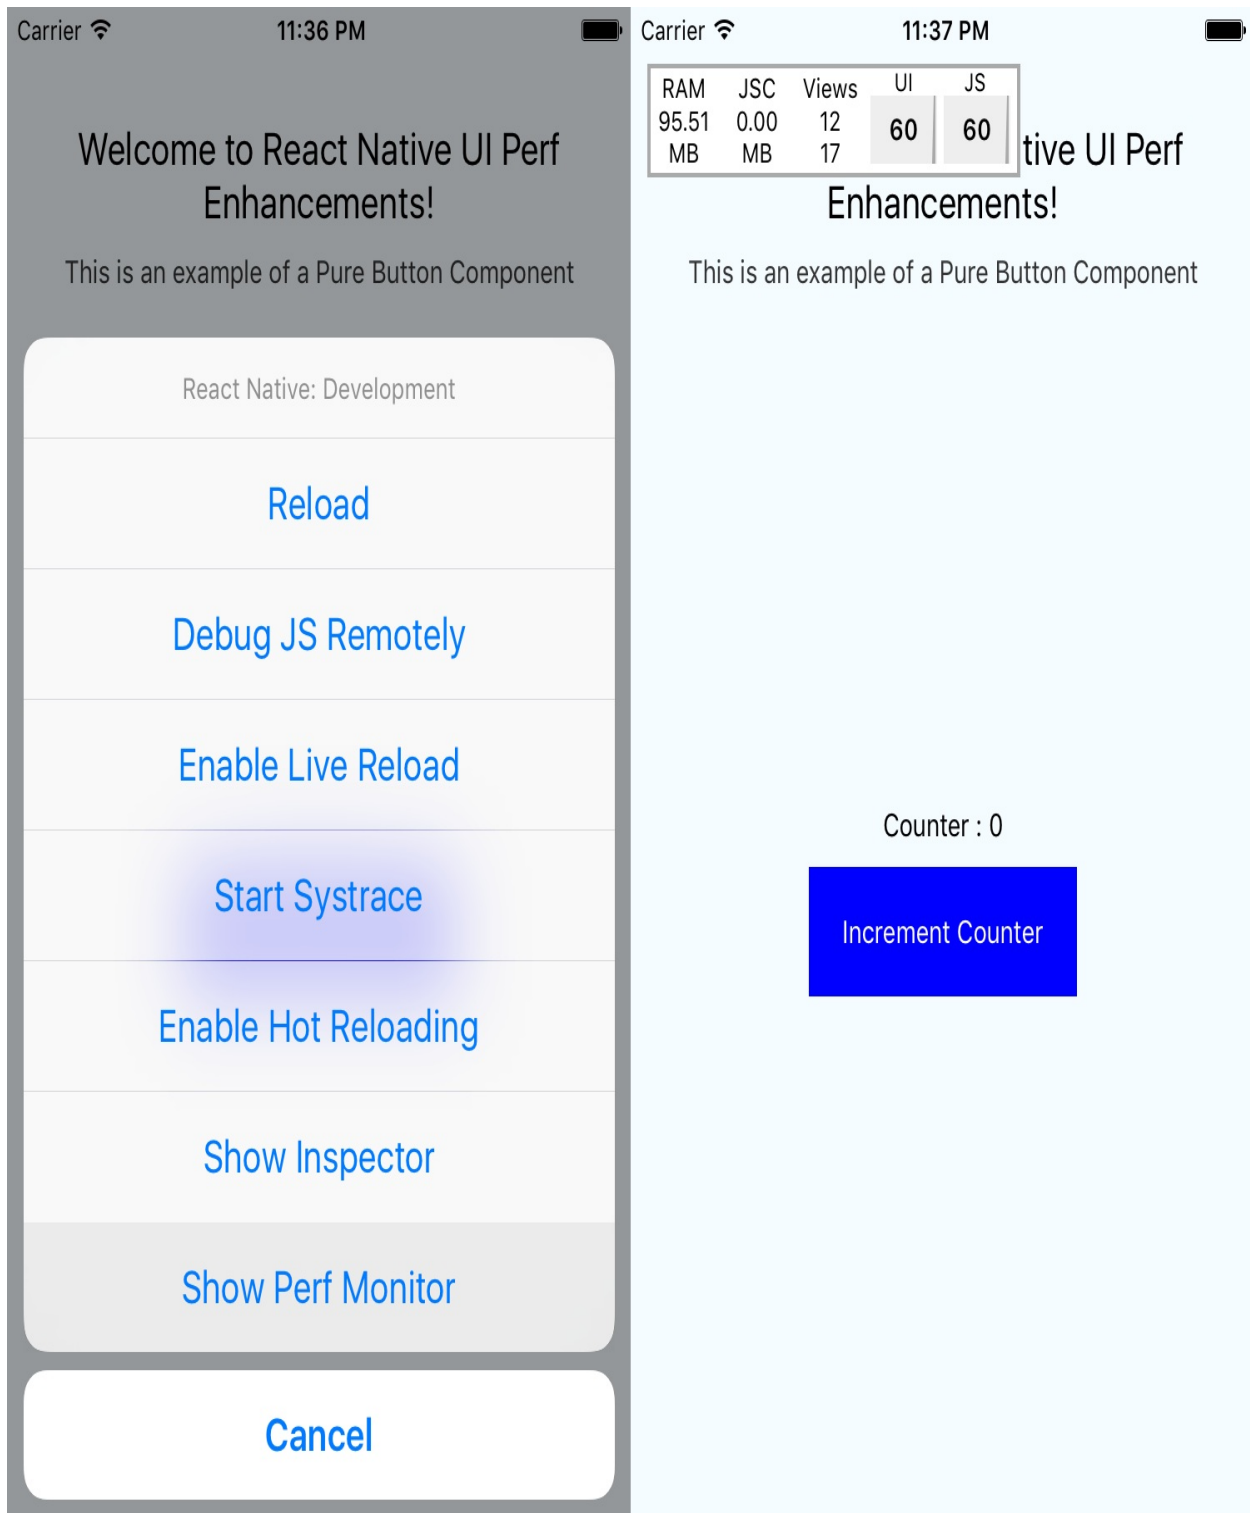 Carrier 11:36 PM
Welcome to React Native UI Perf
Enhancements!
This is an example of a Pure Button Component
React Native: Development
Reload
Debug JS Remotely
Enable Live Reload
Start Systrace
Enable Hot Reloading
Show Inspector
Show Perf Monitor
Cancel
Carrier 11:37 PM
RAM JSC Views UI JS
95.51 0.00 12 60 60
MB MB 17
tive UI Perf
Enhancements!
This is an example of a Pure Button Component
Counter : 0
Increment Counter